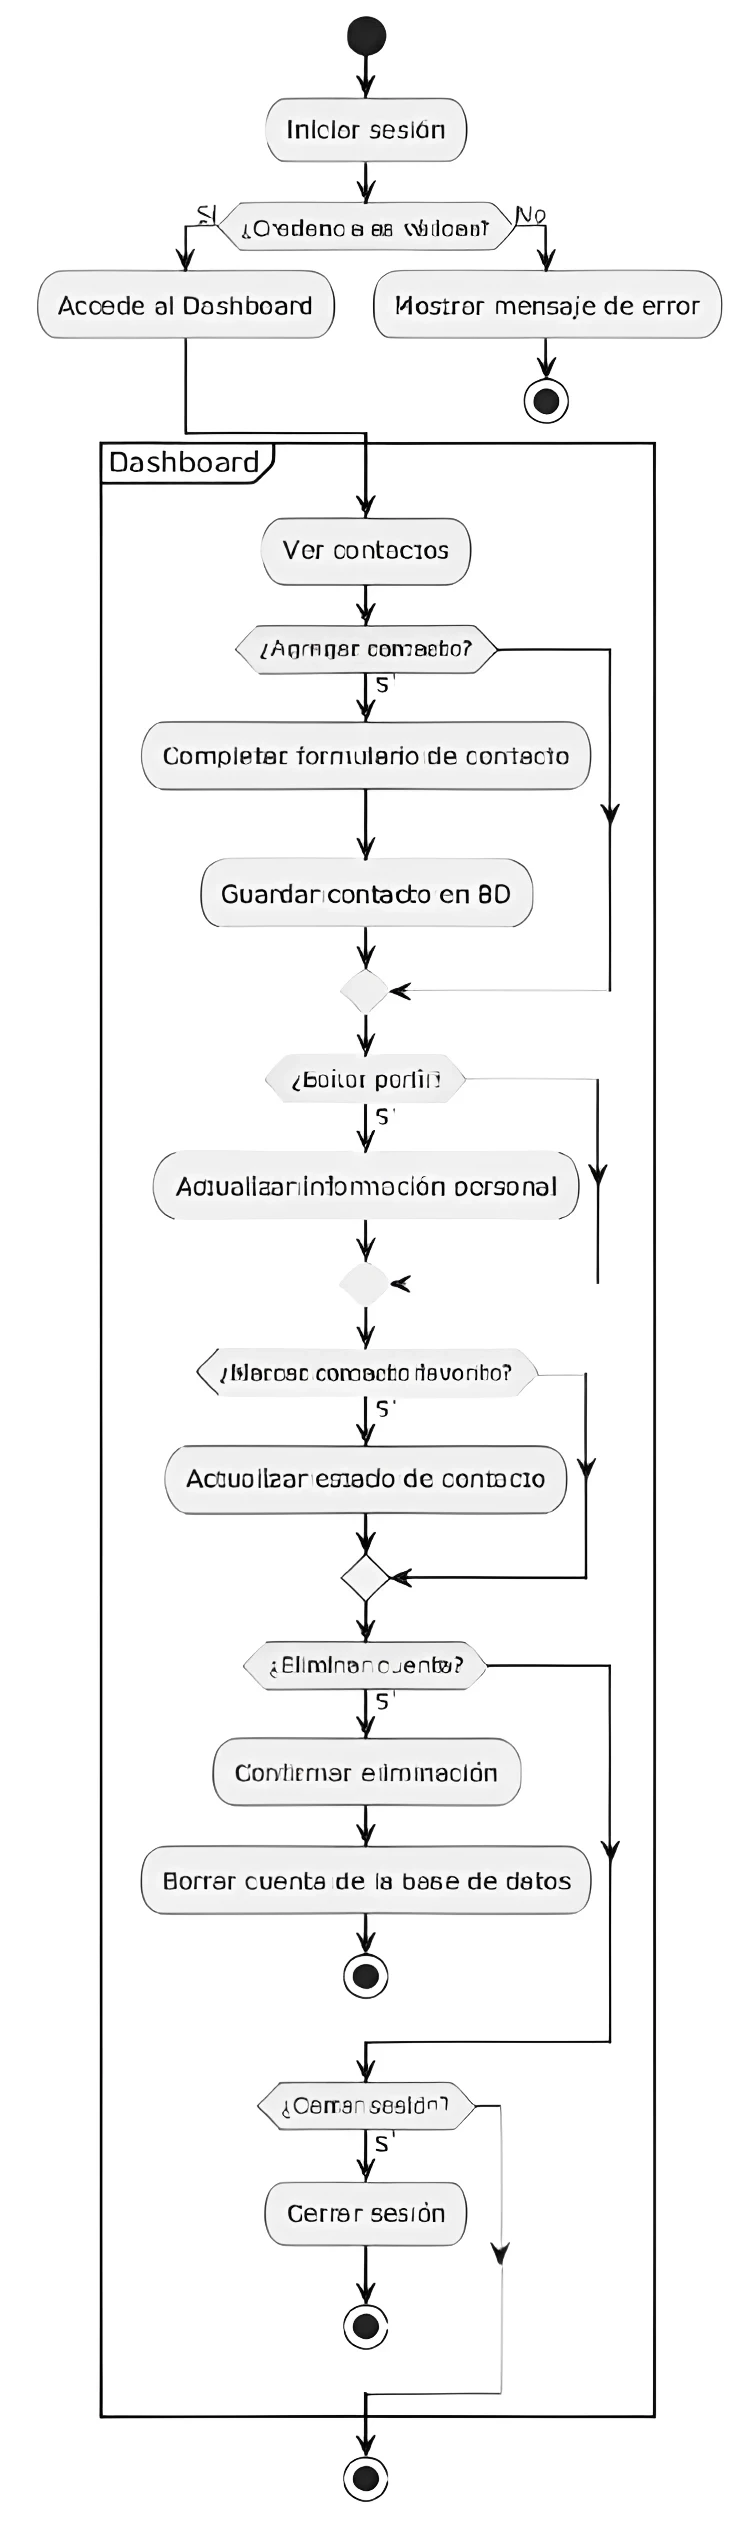 Iniciar sesión
Sí
¿Credenciales válidas?
No
Accede al Dashboard
Mostrar mensaje de error
Dashboard
Ver contactos
¿Agregar contacto?
Sí
Completar formulario de contacto
Guardar contacto en BD
¿Editar perfil?
Sí
Actualizar información personal
¿Marcar contacto favorito?
Sí
Actualizar estado de contacto
¿Eliminar cuenta?
Sí
Confirmar eliminación
Borrar cuenta de la base de datos
¿Cerrar sesión?
Sí
Cerrar sesión